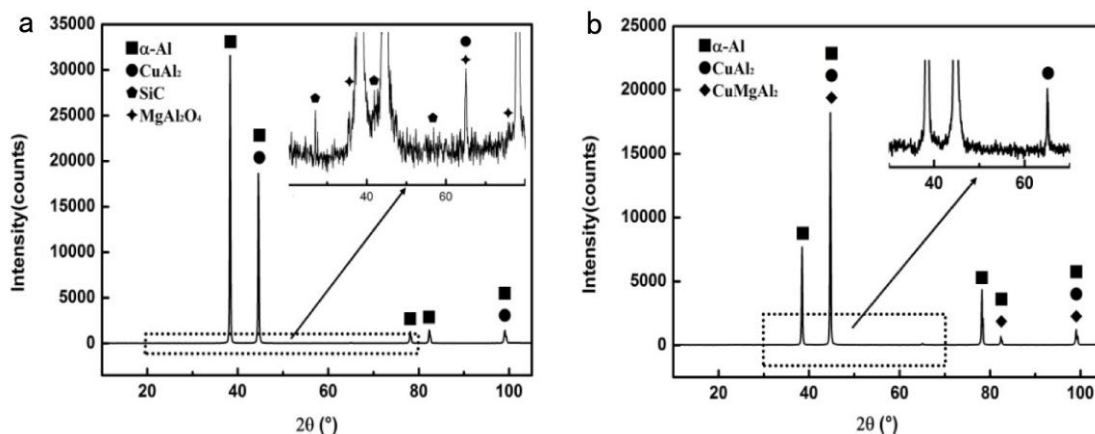 a
35000
30000
25000
20000
15000
10000
5000
0
Intensity(counts)
■α-Al
●CuAl₂
⬟SiC
✦MgAl₂O₄
40 60 80
20 40 60 80 100
2θ (°)
b
25000
20000
15000
10000
5000
0
Intensity(counts)
■α-Al
●CuAl₂
◆CuMgAl₂
40 60
20 40 60 80 100
2θ (°)